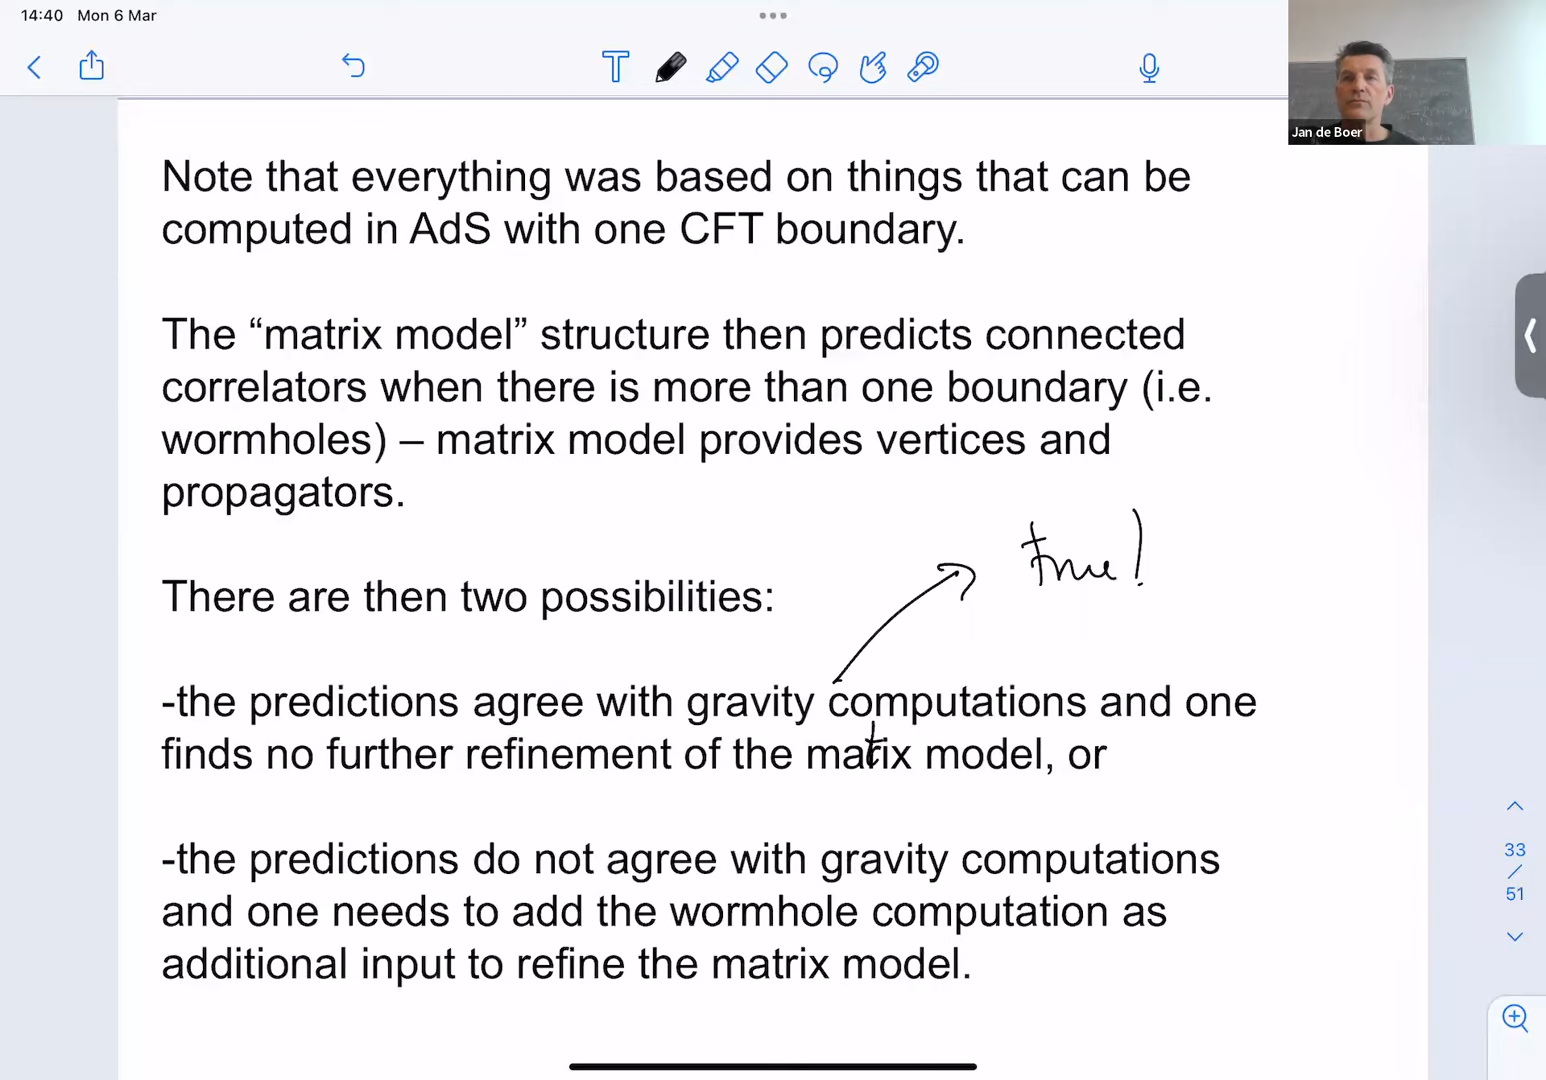 14:40 Mon 6 Mar
Jan de Boer
Note that everything was based on things that can be
computed in AdS with one CFT boundary.
The “matrix model” structure then predicts connected
correlators when there is more than one boundary (i.e.
wormholes) – matrix model provides vertices and
propagators.
true!
There are then two possibilities:
-the predictions agree with gravity computations and one
finds no further refinement of the matix model, or
t
-the predictions do not agree with gravity computations
and one needs to add the wormhole computation as
additional input to refine the matrix model.
33
/
51